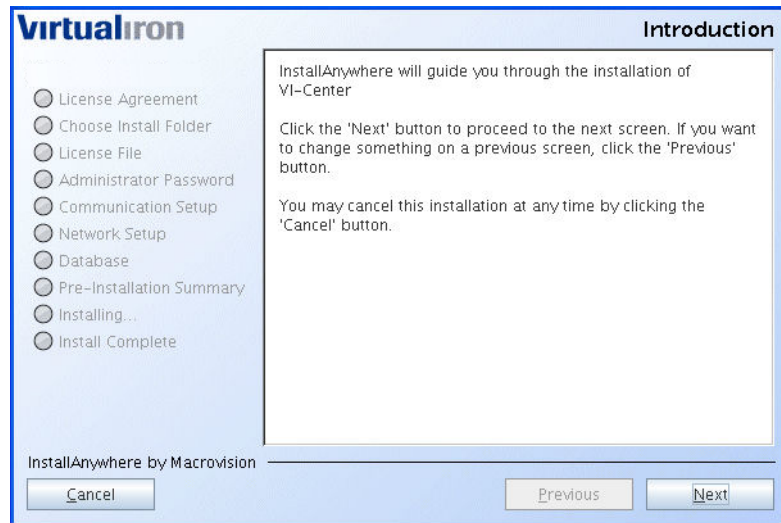 Virtualiron
Introduction
License Agreement
Choose Install Folder
License File
Administrator Password
Communication Setup
Network Setup
Database
Pre-Installation Summary
Installing...
Install Complete
InstallAnywhere will guide you through the installation of
VI-Center
Click the 'Next' button to proceed to the next screen. If you want
to change something on a previous screen, click the 'Previous'
button.
You may cancel this installation at any time by clicking the
'Cancel' button.
InstallAnywhere by Macrovision
Cancel
Previous
Next